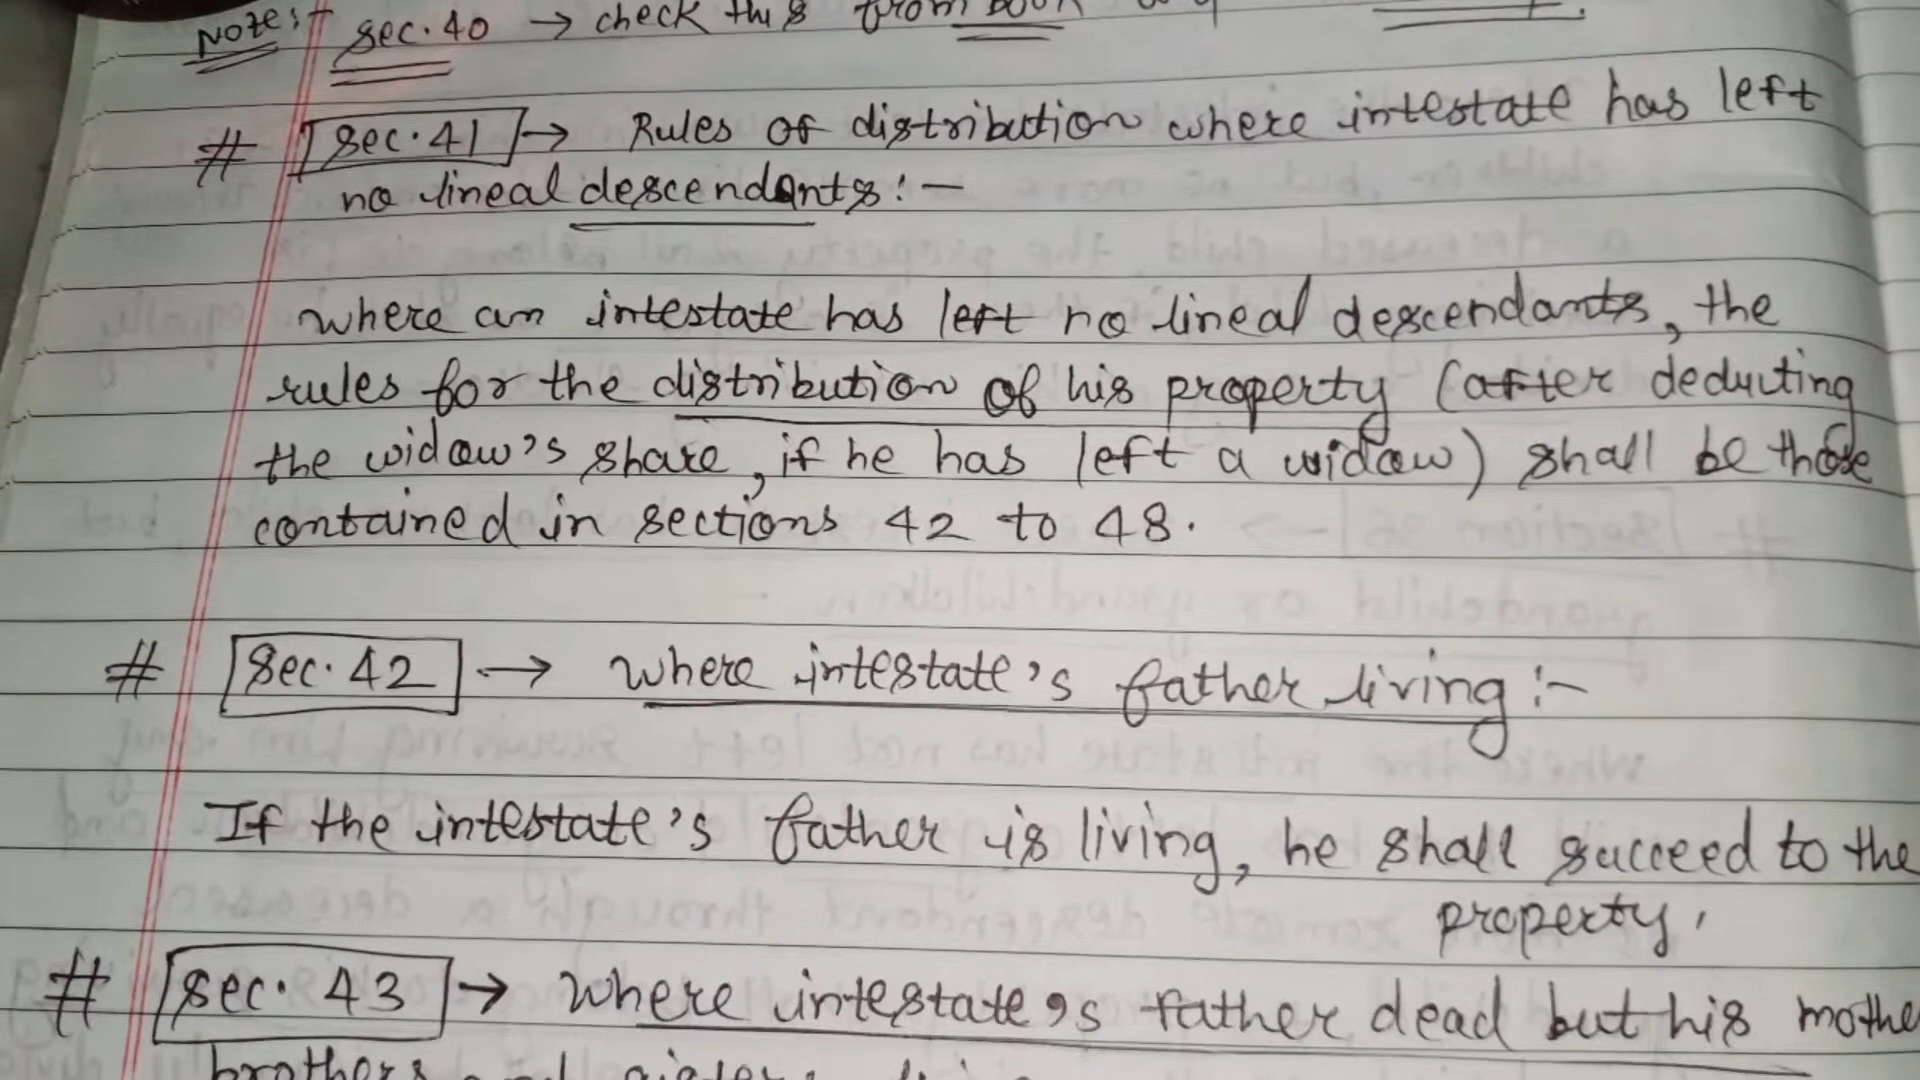 Note:- Sec. 40 → check this from book
# Sec. 41 → Rules of distribution where intestate has left
no lineal descendants:-
where an intestate has left no lineal descendants, the
rules for the distribution of his property (after deducting
the widow's share, if he has left a widow) shall be those
contained in sections 42 to 48.
# Sec. 42 → where intestate's father living:-
If the intestate's father is living, he shall succeed to the
property.
# Sec. 43 → where intestate's father dead but his mothe
brothers and sisters